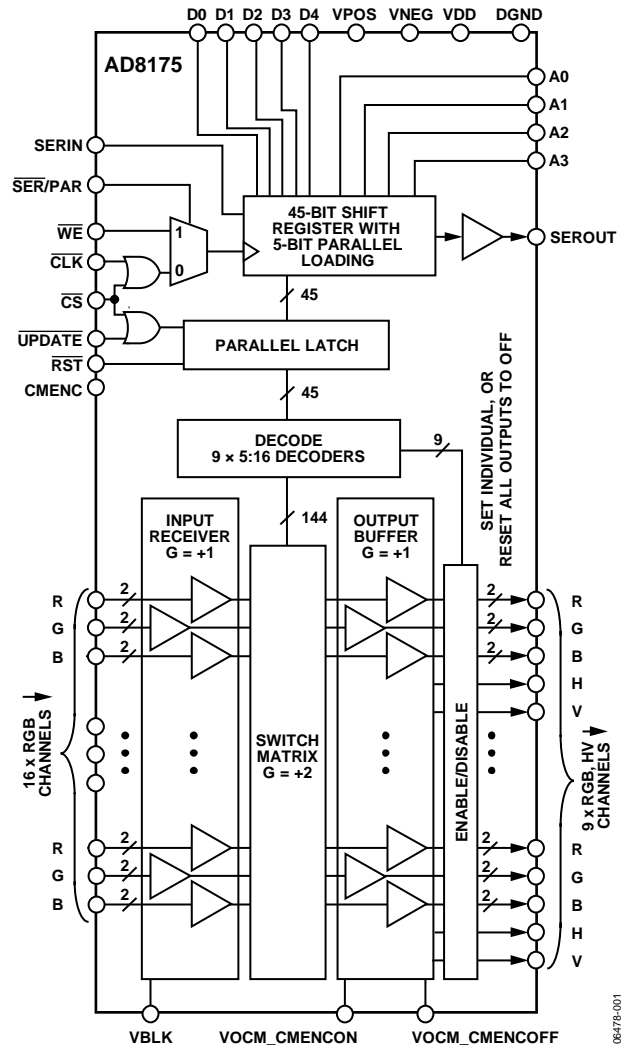 D0 D1 D2 D3 D4 VPOS VNEG VDD DGND
AD8175
A0
A1
A2
A3
SERIN
SER/PAR
WE
CLK
CS
UPDATE
RST
CMENC
1
0
45-BIT SHIFT
REGISTER WITH
5-BIT PARALLEL
LOADING
SEROUT
45
PARALLEL LATCH
45
DECODE
9 × 5:16 DECODERS
9
SET INDIVIDUAL, OR
RESET ALL OUTPUTS TO OFF
144
INPUT
RECEIVER
G = +1
OUTPUT
BUFFER
G = +1
SWITCH
MATRIX
G = +2
ENABLE/DISABLE
R 2 2 R
G 2 2 G
B 2 2 B
H
V
16 x RGB
CHANNELS
9 x RGB, HV
CHANNELS
R 2 2 R
G 2 2 G
B 2 2 B
H
V
VBLK VOCM_CMENCON VOCM_CMENCOFF
06478-001